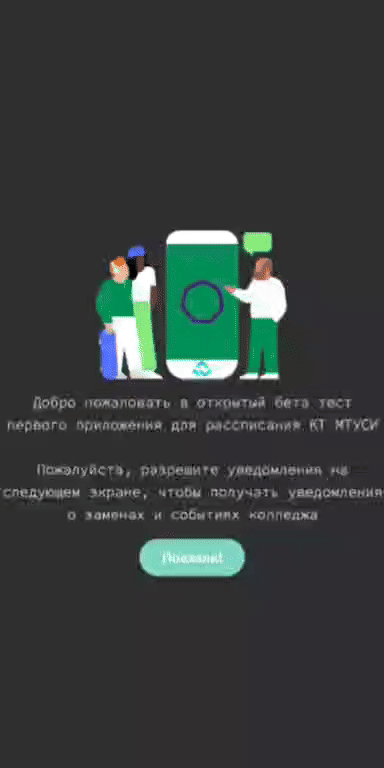 Добро пожаловать в открытый бета тест
первого приложения для рассписания КТ МТУСИ
Пожалуйста, разрешите уведомления на
следующем экране, чтобы получать уведомления
о заменах и событиях колледжа
Поехали!